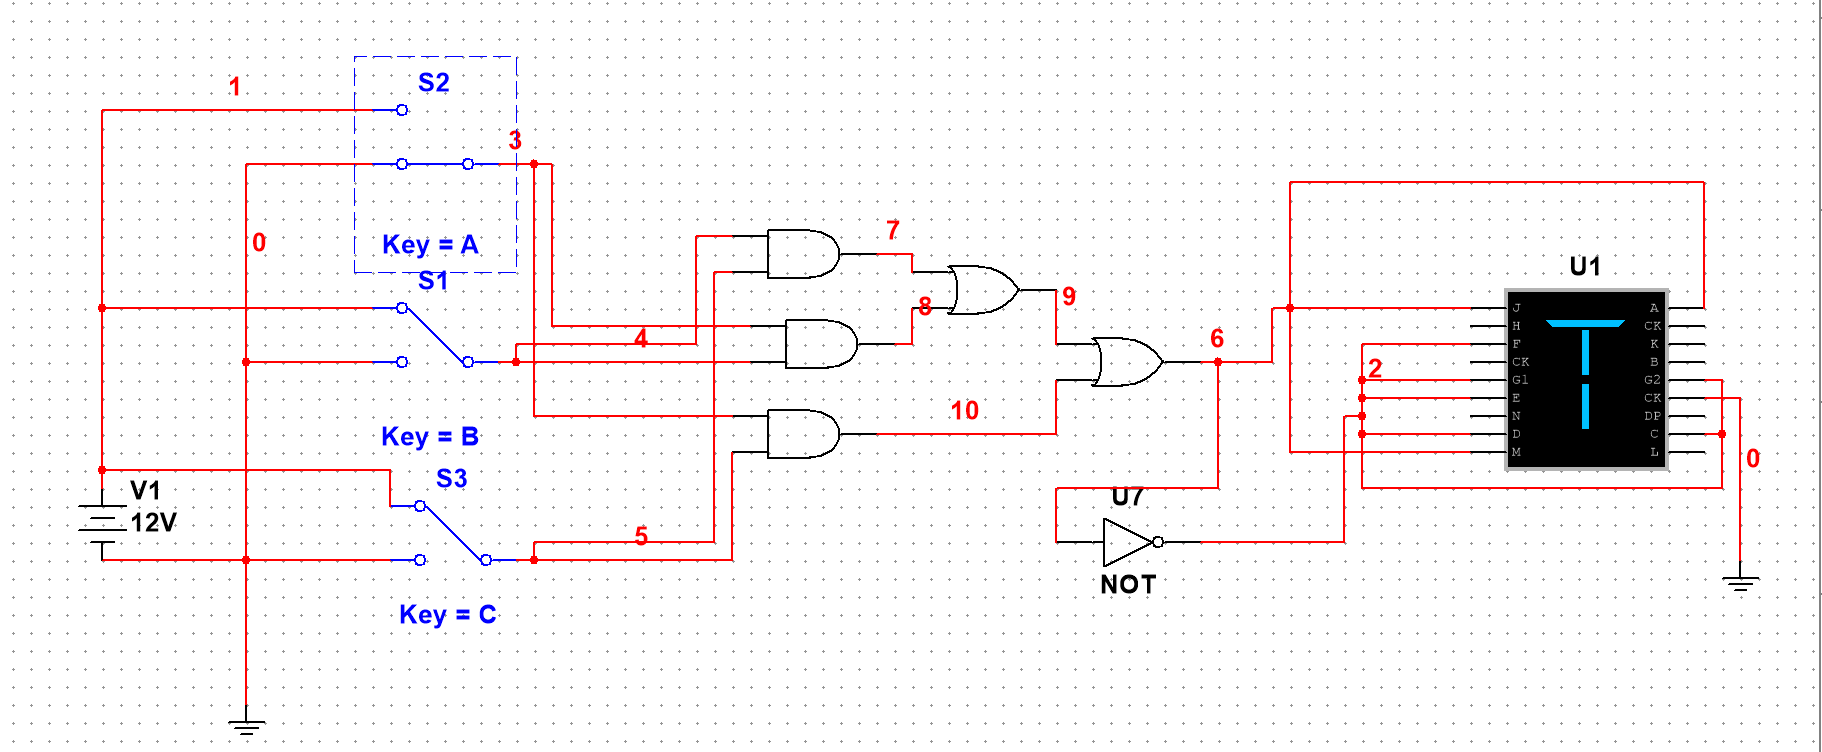 1
S2
3
0
Key = A
S1
4
Key = B
S3
V1
12V
5
Key = C
7
8
9
10
6
U7
NOT
U1
2
J A
H CK
F K
CK B
G1 G2
E CK
N DP
D C
M L
0